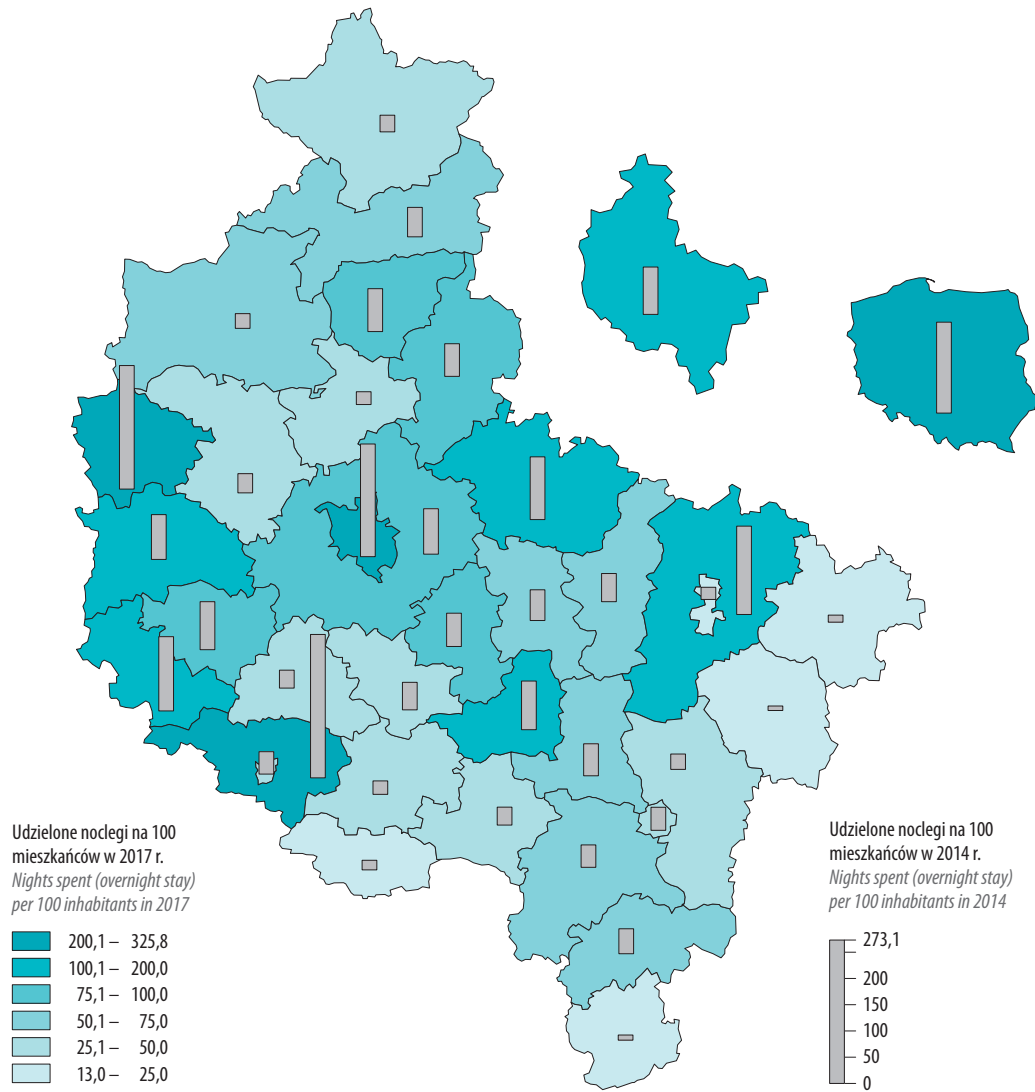 Udzielone noclegi na 100
mieszkańców w 2017 r.
Nights spent (overnight stay)
per 100 inhabitants in 2017
200,1 – 325,8
100,1 – 200,0
75,1 – 100,0
50,1 – 75,0
25,1 – 50,0
13,0 – 25,0
Udzielone noclegi na 100
mieszkańców w 2014 r.
Nights spent (overnight stay)
per 100 inhabitants in 2014
273,1
200
150
100
50
0